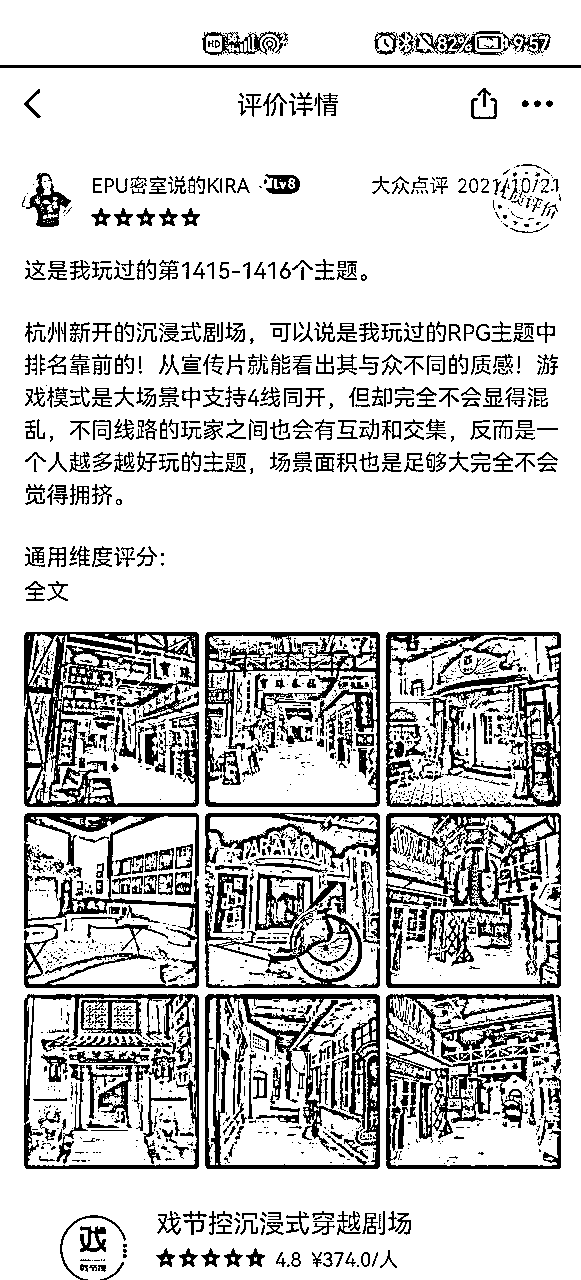 HD 82% 9:57
评价详情
EPU密室说的KIRA Lv8 大众点评 2021/10/21
评价
这是我玩过的第1415-1416个主题。
杭州新开的沉浸式剧场，可以说是我玩过的RPG主题中
排名靠前的！从宣传片就能看出其与众不同的质感！游
戏模式是大场景中支持4线同开，但却完全不会显得混
乱，不同线路的玩家之间也会有互动和交集，反而是一
个人越多越好玩的主题，场景面积也是足够大完全不会
觉得拥挤。
通用维度评分：
全文
PARAMOU
戏
戏节控沉浸式穿越剧场
4.8 ¥374.0/人